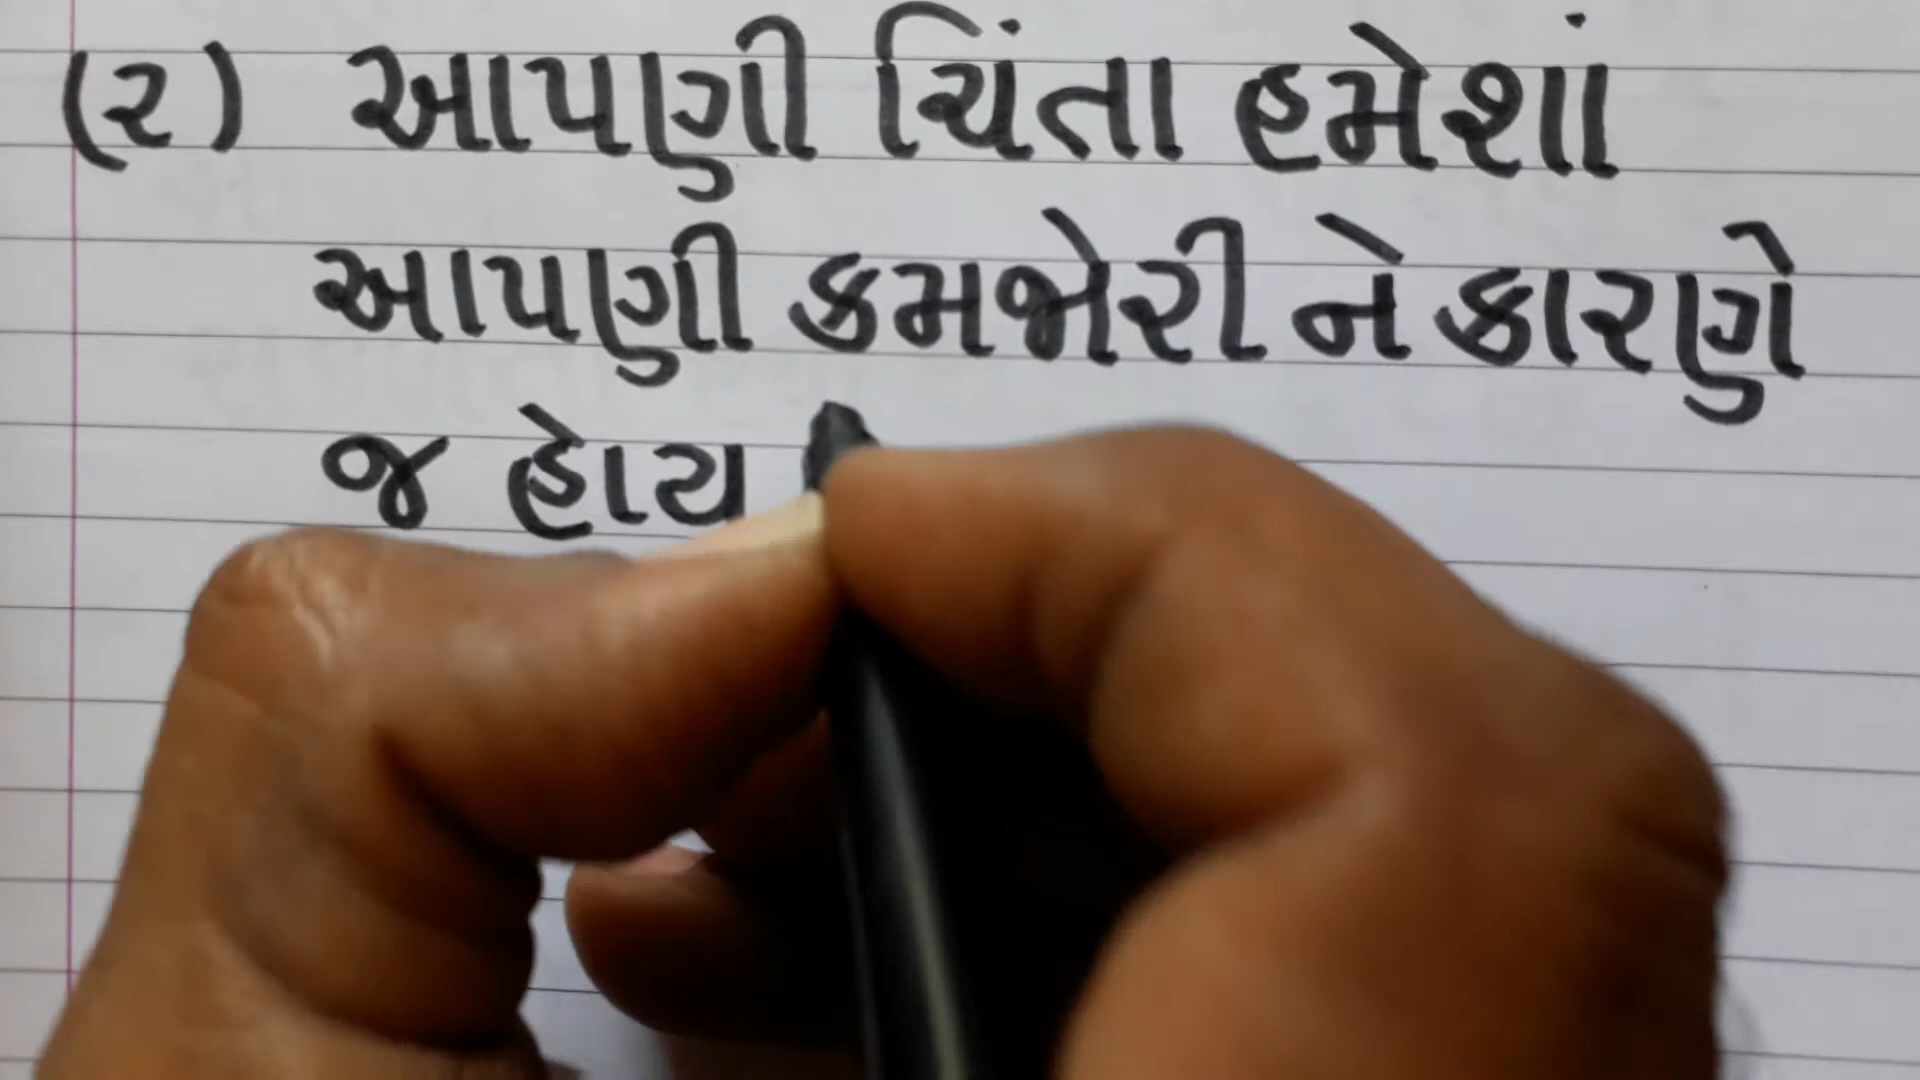 (૨) આપણી ચિંતા હમેશાં
આપણી કમજોરી ને કારણે
જ હોય